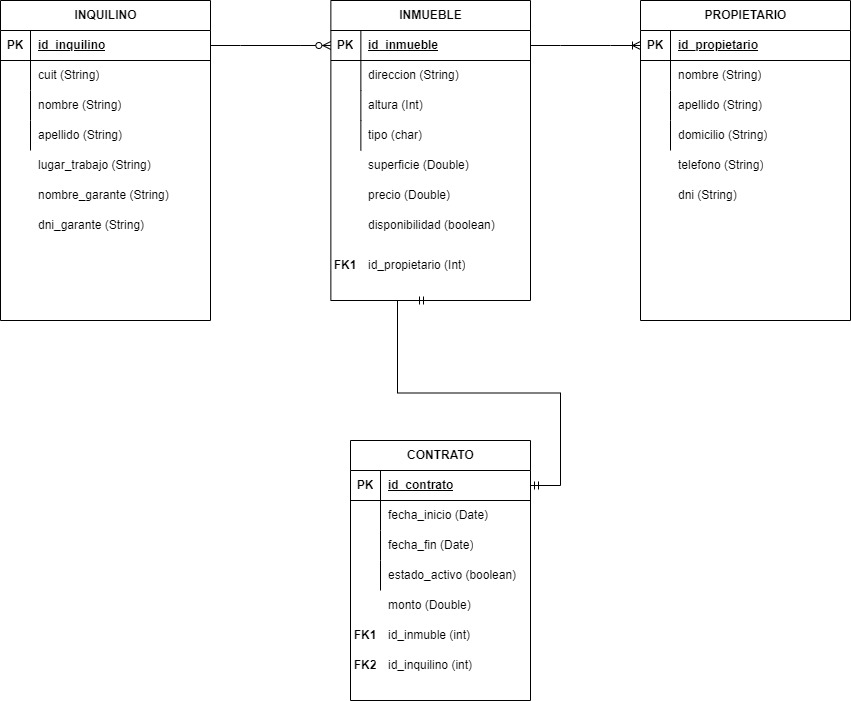 INQUILINO
PK id_inquilino
cuit (String)
nombre (String)
apellido (String)
lugar_trabajo (String)
nombre_garante (String)
dni_garante (String)
INMUEBLE
PK id_inmueble
direccion (String)
altura (Int)
tipo (char)
superficie (Double)
precio (Double)
disponibilidad (boolean)
FK1 id_propietario (Int)
PROPIETARIO
PK id_propietario
nombre (String)
apellido (String)
domicilio (String)
telefono (String)
dni (String)
CONTRATO
PK id_contrato
fecha_inicio (Date)
fecha_fin (Date)
estado_activo (boolean)
monto (Double)
FK1 id_inmuble (int)
FK2 id_inquilino (int)